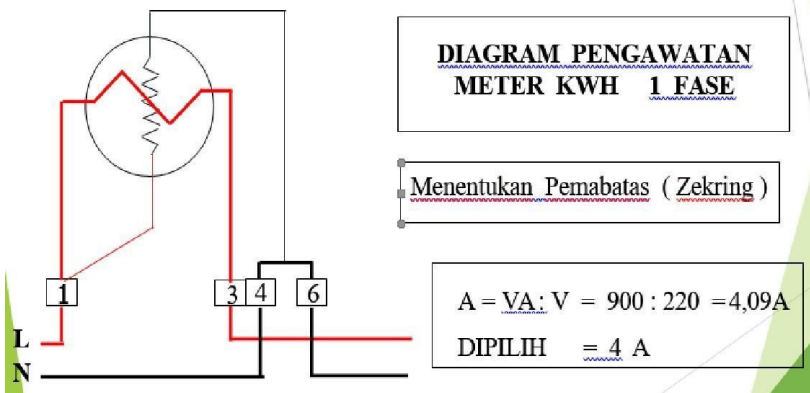 DIAGRAM PENGAWATAN
METER KWH 1 FASE
Menentukan Pemabatas ( Zekring )
1
3
4
6
A = VA : V = 900 : 220 =4,09A
DIPILIH = 4 A
L
N